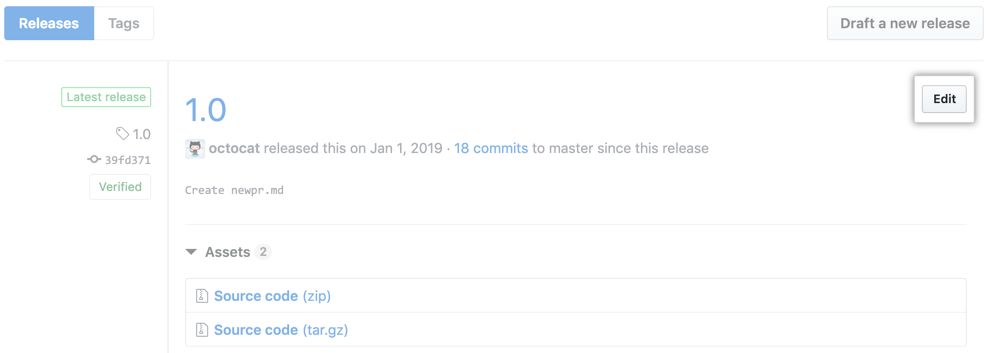 Releases Tags Draft a new release
Latest release
1.0
39fd371
Verified
1.0
Edit
octocat released this on Jan 1, 2019 · 18 commits to master since this release
Create newpr.md
Assets 2
Source code (zip)
Source code (tar.gz)